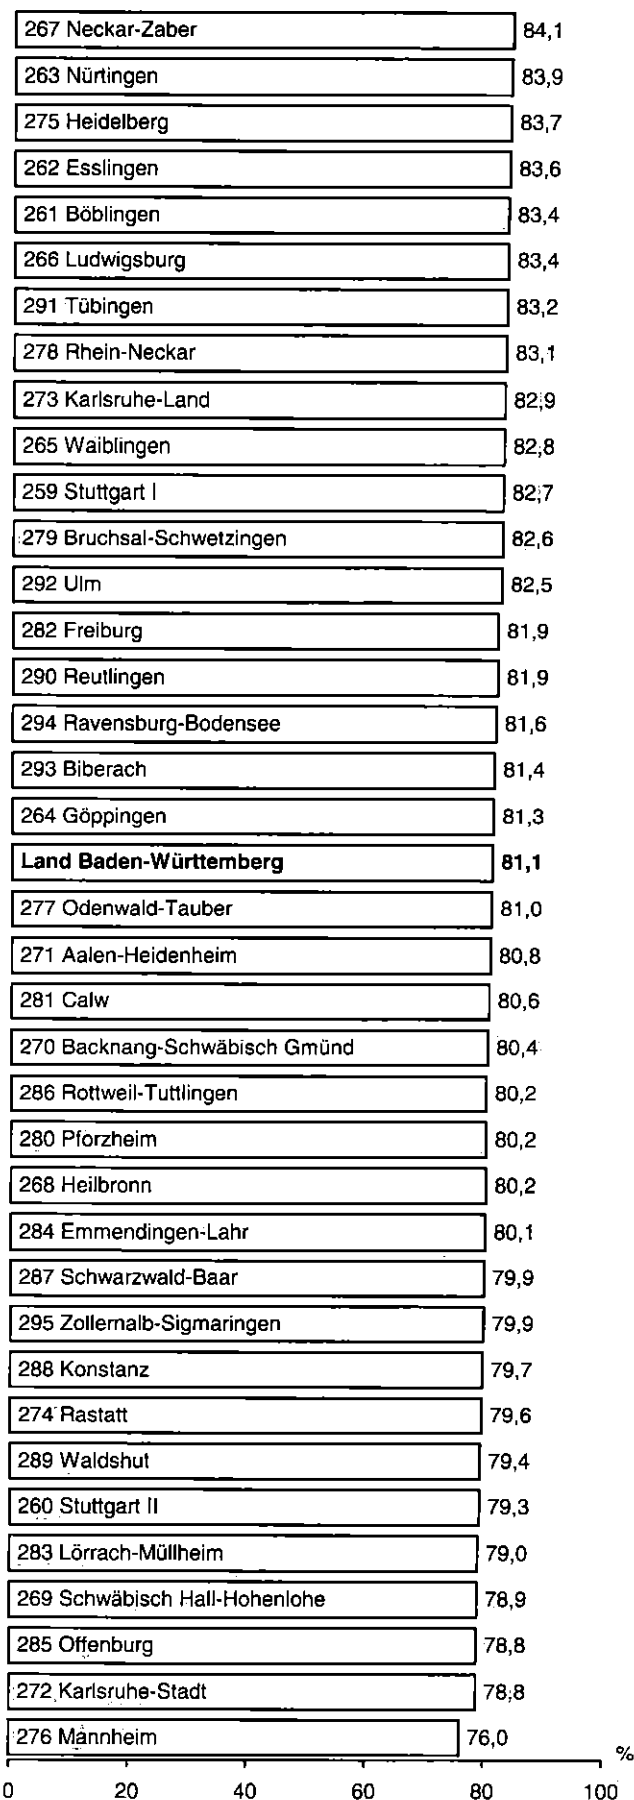 267 Neckar-Zaber 84,1
263 Nürtingen 83,9
275 Heidelberg 83,7
262 Esslingen 83,6
261 Böblingen 83,4
266 Ludwigsburg 83,4
291 Tübingen 83,2
278 Rhein-Neckar 83,1
273 Karlsruhe-Land 82,9
265 Waiblingen 82,8
259 Stuttgart I 82,7
279 Bruchsal-Schwetzingen 82,6
292 Ulm 82,5
282 Freiburg 81,9
290 Reutlingen 81,9
294 Ravensburg-Bodensee 81,6
293 Biberach 81,4
264 Göppingen 81,3
Land Baden-Württemberg 81,1
277 Odenwald-Tauber 81,0
271 Aalen-Heidenheim 80,8
281 Calw 80,6
270 Backnang-Schwäbisch Gmünd 80,4
286 Rottweil-Tuttlingen 80,2
280 Pforzheim 80,2
268 Heilbronn 80,2
284 Emmendingen-Lahr 80,1
287 Schwarzwald-Baar 79,9
295 Zollernalb-Sigmaringen 79,9
288 Konstanz 79,7
274 Rastatt 79,6
289 Waldshut 79,4
260 Stuttgart II 79,3
283 Lörrach-Müllheim 79,0
269 Schwäbisch Hall-Hohenlohe 78,9
285 Offenburg 78,8
272 Karlsruhe-Stadt 78,8
276 Mannheim 76,0
%
0 20 40 60 80 100